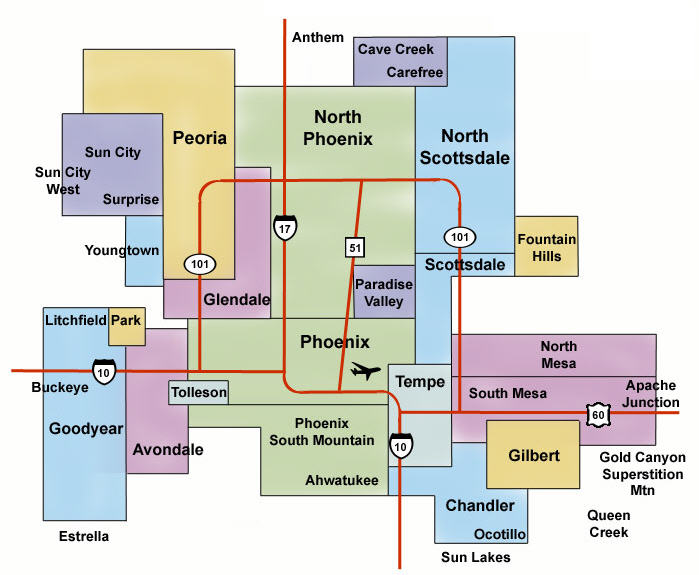 Anthem
Cave Creek
Carefree
North
Phoenix
Peoria
North
Scottsdale
Sun City
Sun City
West
Surprise
17
101
101
51
Youngtown
Fountain
Hills
Scottsdale
Paradise
Valley
Glendale
Litchfield Park
Phoenix
North
Mesa
10
Buckeye
Tolleson
Tempe
South Mesa
Apache
Junction
60
Goodyear
Avondale
Phoenix
South Mountain
10
Gilbert
Gold Canyon
Superstition
Mtn
Ahwatukee
Chandler
Queen
Creek
Estrella
Ocotillo
Sun Lakes